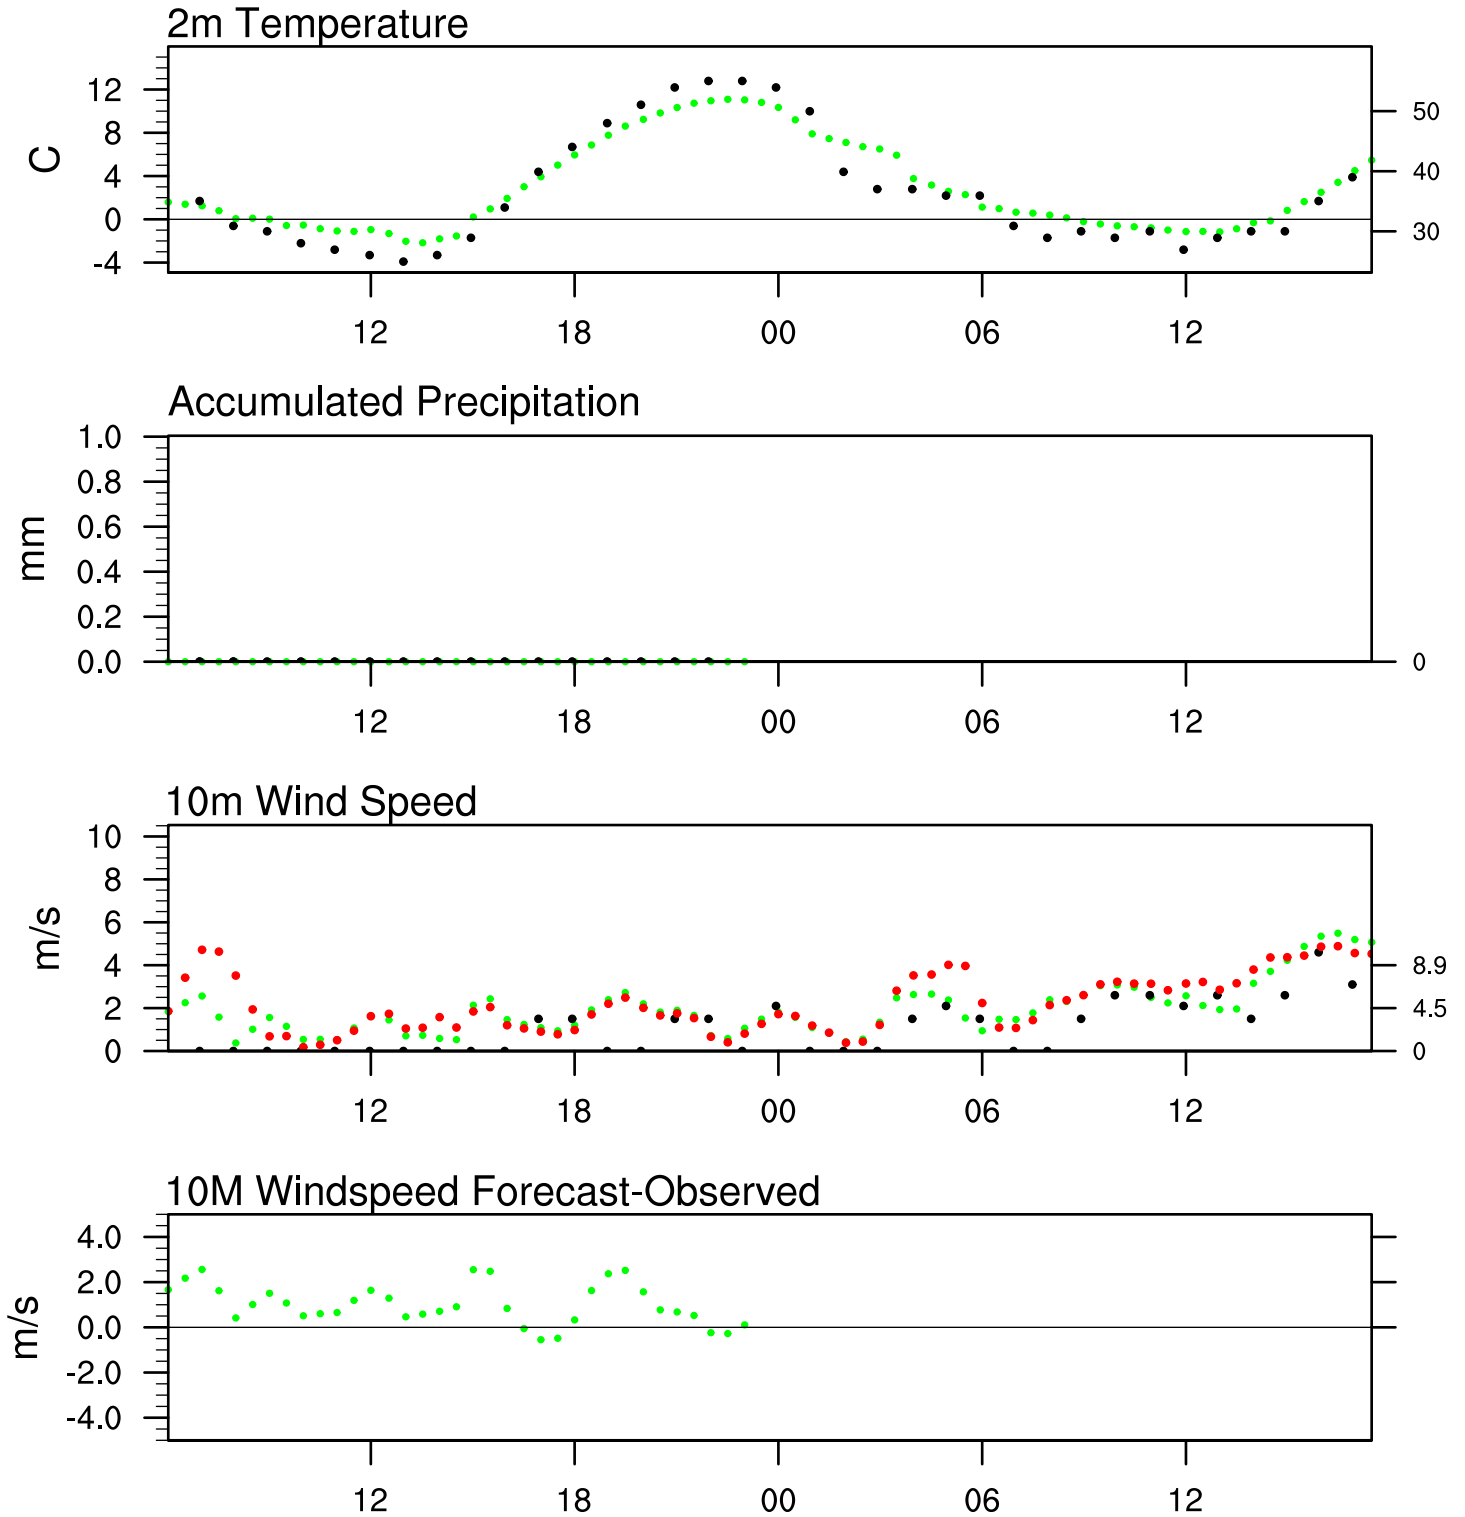 2m Temperature
12
8
4
0
-4
C
50
40
30
12 18 00 06 12
Accumulated Precipitation
1.0
0.8
0.6
0.4
0.2
0.0
mm
0
12 18 00 06 12
10m Wind Speed
10
8
6
4
2
0
m/s
8.9
4.5
0
12 18 00 06 12
10M Windspeed Forecast-Observed
4.0
2.0
0.0
-2.0
-4.0
m/s
12 18 00 06 12